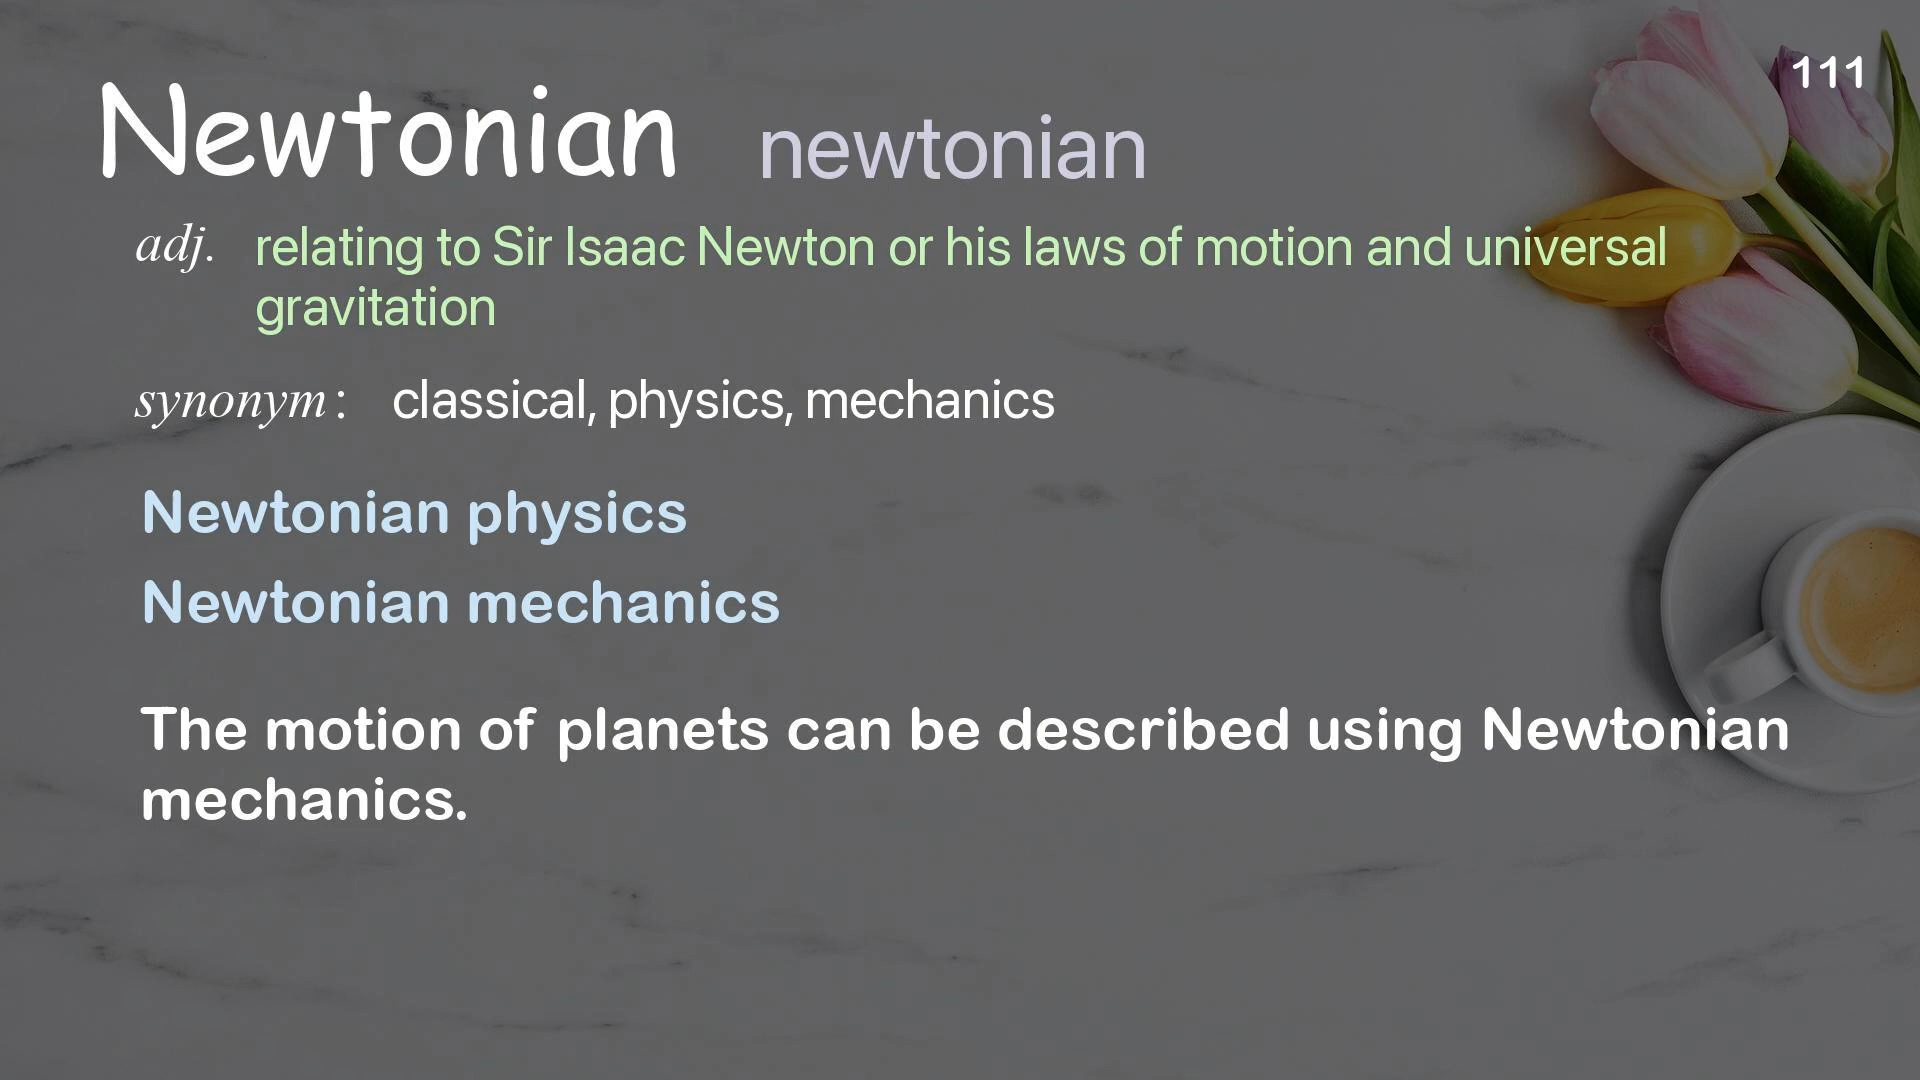 111
Newtonian newtonian
adj. relating to Sir Isaac Newton or his laws of motion and universal
gravitation
synonym: classical, physics, mechanics
Newtonian physics
Newtonian mechanics
The motion of planets can be described using Newtonian
mechanics.